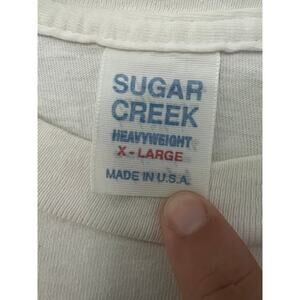 SUGAR
CREEK
HEAVYWEIGHT
X-LARGE
MADE IN U.S.A.